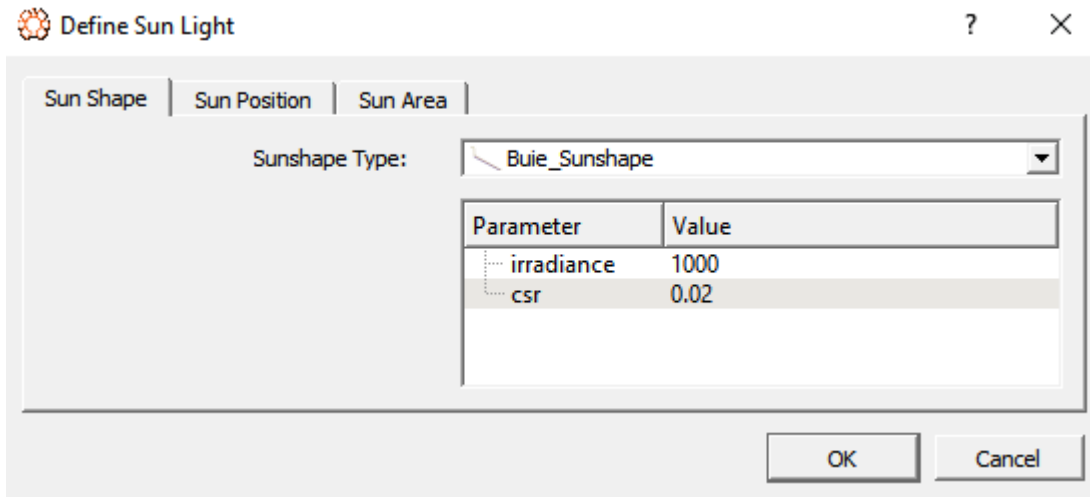 Define Sun Light ? ×
Sun Shape Sun Position Sun Area
Sunshape Type: Buie_Sunshape
Parameter Value
irradiance 1000
csr 0.02
OK Cancel